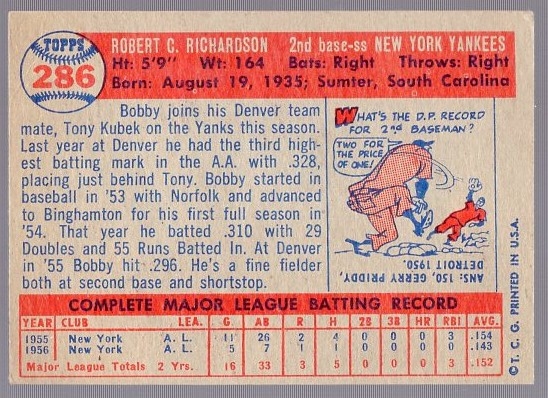 TOPPS
286
ROBERT C. RICHARDSON 2nd base-ss NEW YORK YANKEES
Ht: 5'9" Wt: 164 Bats: Right Throws: Right
Born: August 19, 1935; Sumter, South Carolina
Bobby joins his Denver team
mate, Tony Kubek on the Yanks this season.
Last year at Denver he had the third high-
est batting mark in the A.A. with .328,
placing just behind Tony. Bobby started in
baseball in '53 with Norfolk and advanced
to Binghamton for his first full season in
'54. That year he batted .310 with 29
Doubles and 55 Runs Batted In. At Denver
in '55 Bobby hit .296. He's a fine fielder
both at second base and shortstop.
WHAT'S THE D.P. RECORD
FOR 2nd BASEMAN?
TWO FOR
THE PRICE
OF ONE!
ANS: 150, GERRY PRIDDY,
DETROIT 1950.
COMPLETE MAJOR LEAGUE BATTING RECORD
YEAR CLUB LEA. G AB R H 2B 3B HR RBI AVG.
1955 New York A. L. 11 26 2 4 0 0 0 3 .154
1956 New York A. L. 5 7 1 1 0 0 0 0 .143
Major League Totals 2 Yrs. 16 33 3 5 0 0 0 3 .152
©T. C. G. PRINTED IN U.S.A.